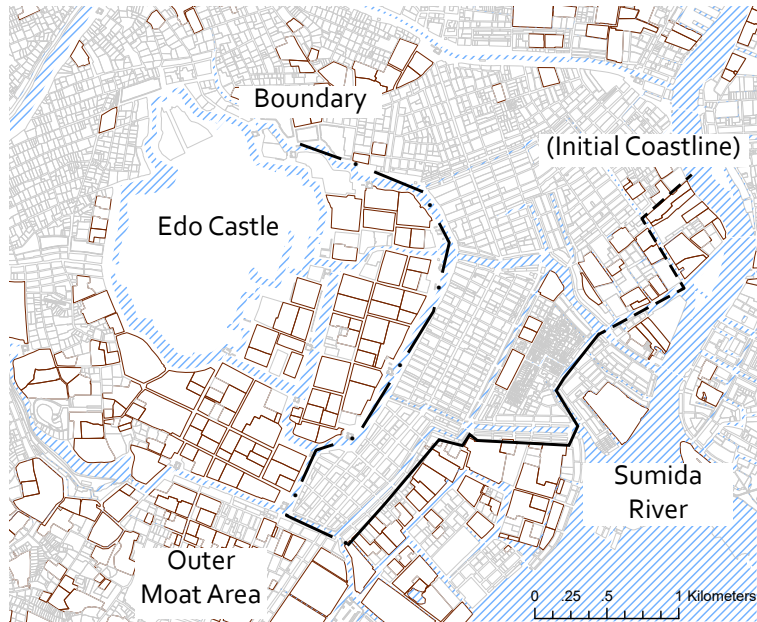 Boundary
(Initial Coastline)
Edo Castle
Sumida
River
Outer
Moat Area
0 .25 .5 1 Kilometers